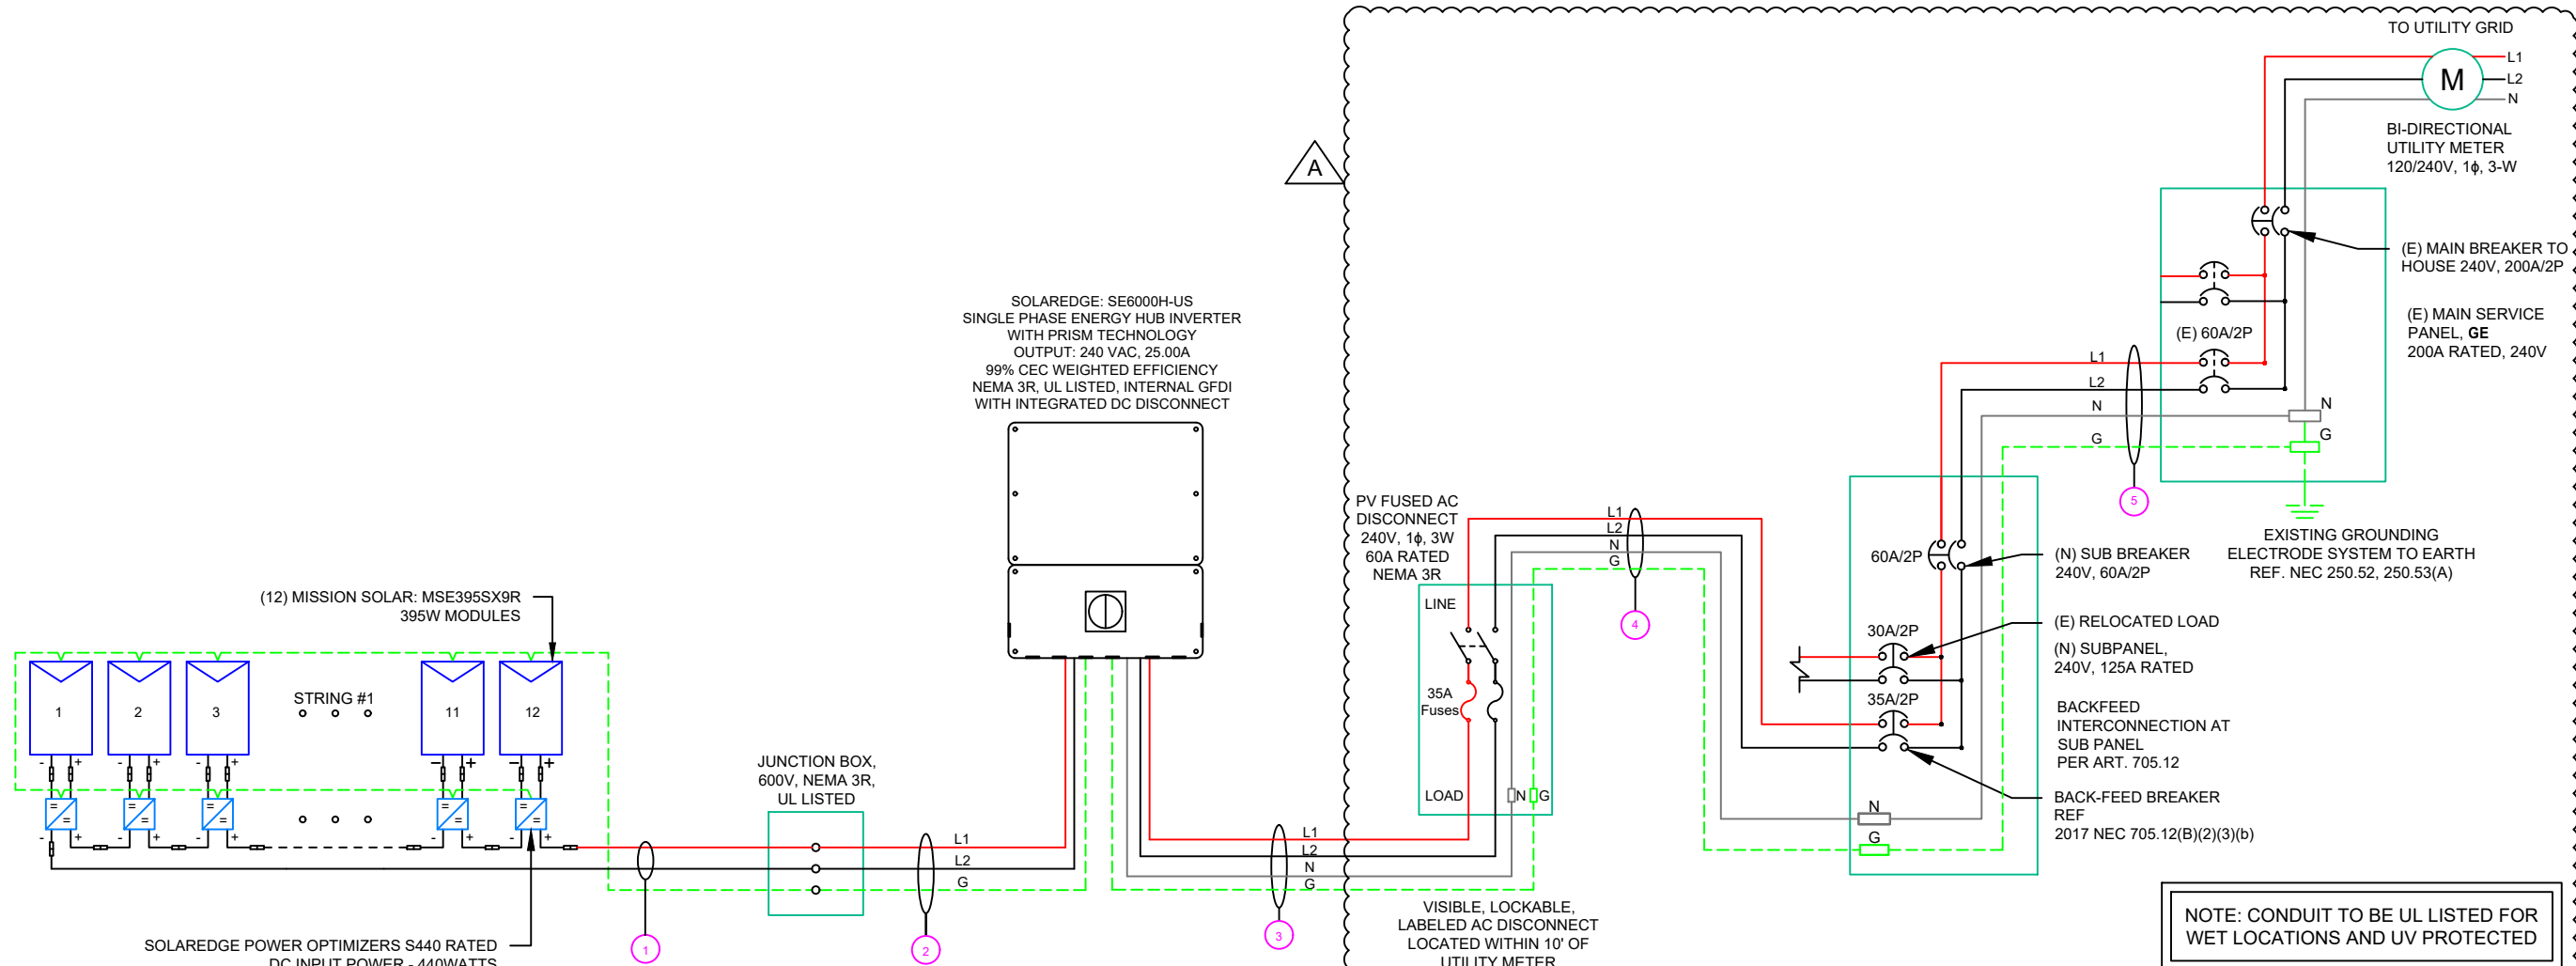 TO UTILITY GRID
L1
L2
N
M
BI-DIRECTIONAL
UTILITY METER
120/240V, 1ϕ, 3-W
A
(E) MAIN BREAKER TO
HOUSE 240V, 200A/2P
(E) MAIN SERVICE
PANEL, GE
200A RATED, 240V
(E) 60A/2P
L1
L2
N
G
N
G
5
EXISTING GROUNDING
ELECTRODE SYSTEM TO EARTH
REF. NEC 250.52, 250.53(A)
SOLAREDGE: SE6000H-US
SINGLE PHASE ENERGY HUB INVERTER
WITH PRISM TECHNOLOGY
OUTPUT: 240 VAC, 25.00A
99% CEC WEIGHTED EFFICIENCY
NEMA 3R, UL LISTED, INTERNAL GFDI
WITH INTEGRATED DC DISCONNECT
PV FUSED AC
DISCONNECT
240V, 1ϕ, 3W
60A RATED
NEMA 3R
LINE
35A
Fuses
LOAD
N
G
L1
L2
N
G
4
60A/2P
(N) SUB BREAKER
240V, 60A/2P
30A/2P
(E) RELOCATED LOAD
(N) SUBPANEL,
240V, 125A RATED
35A/2P
BACKFEED
INTERCONNECTION AT
SUB PANEL
PER ART. 705.12
BACK-FEED BREAKER
REF
2017 NEC 705.12(B)(2)(3)(b)
N
G
(12) MISSION SOLAR: MSE395SX9R
395W MODULES
1
2
3
STRING #1
11
12
- + - + - + - + - +
= = = = = = = = = =
- + - + - + - + - +
JUNCTION BOX,
600V, NEMA 3R,
UL LISTED
L1
L2
G
L1
L2
N
G
1
2
3
SOLAREDGE POWER OPTIMIZERS S440 RATED
DC INPUT POWER - 440WATTS
VISIBLE, LOCKABLE,
LABELED AC DISCONNECT
LOCATED WITHIN 10' OF
UTILITY METER
NOTE: CONDUIT TO BE UL LISTED FOR
WET LOCATIONS AND UV PROTECTED